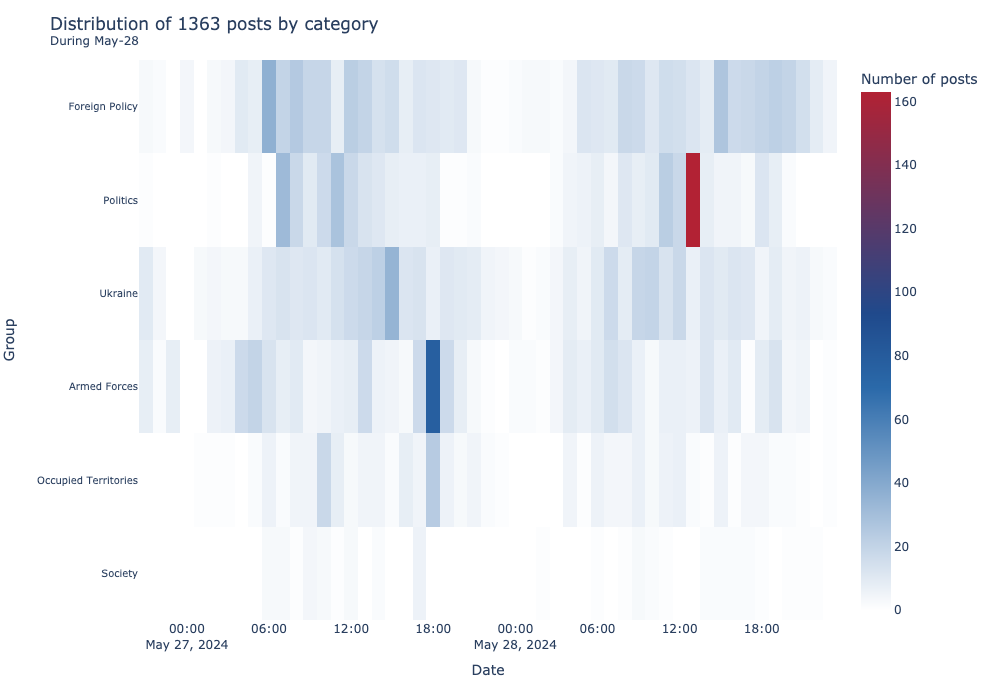 Distribution of 1363 posts by category
During May-28
Number of posts
160
140
120
100
80
60
40
20
0
Group
Foreign Policy
Politics
Ukraine
Armed Forces
Occupied Territories
Society
00:00 06:00 12:00 18:00 00:00 06:00 12:00 18:00
May 27, 2024 May 28, 2024
Date